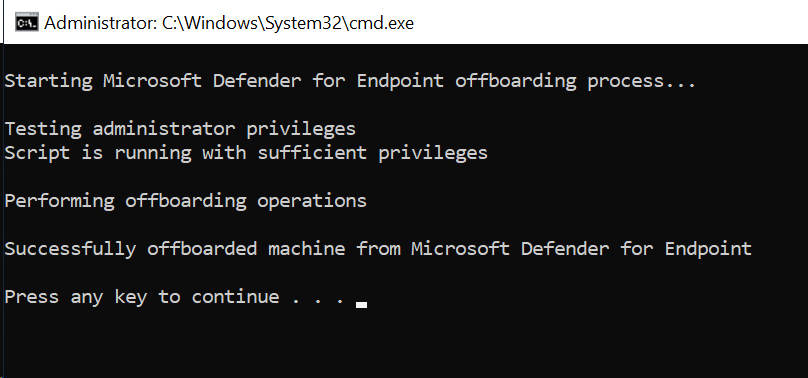 Administrator: C:\Windows\System32\cmd.exe
Starting Microsoft Defender for Endpoint offboarding process...
Testing administrator privileges
Script is running with sufficient privileges
Performing offboarding operations
Successfully offboarded machine from Microsoft Defender for Endpoint
Press any key to continue . . .